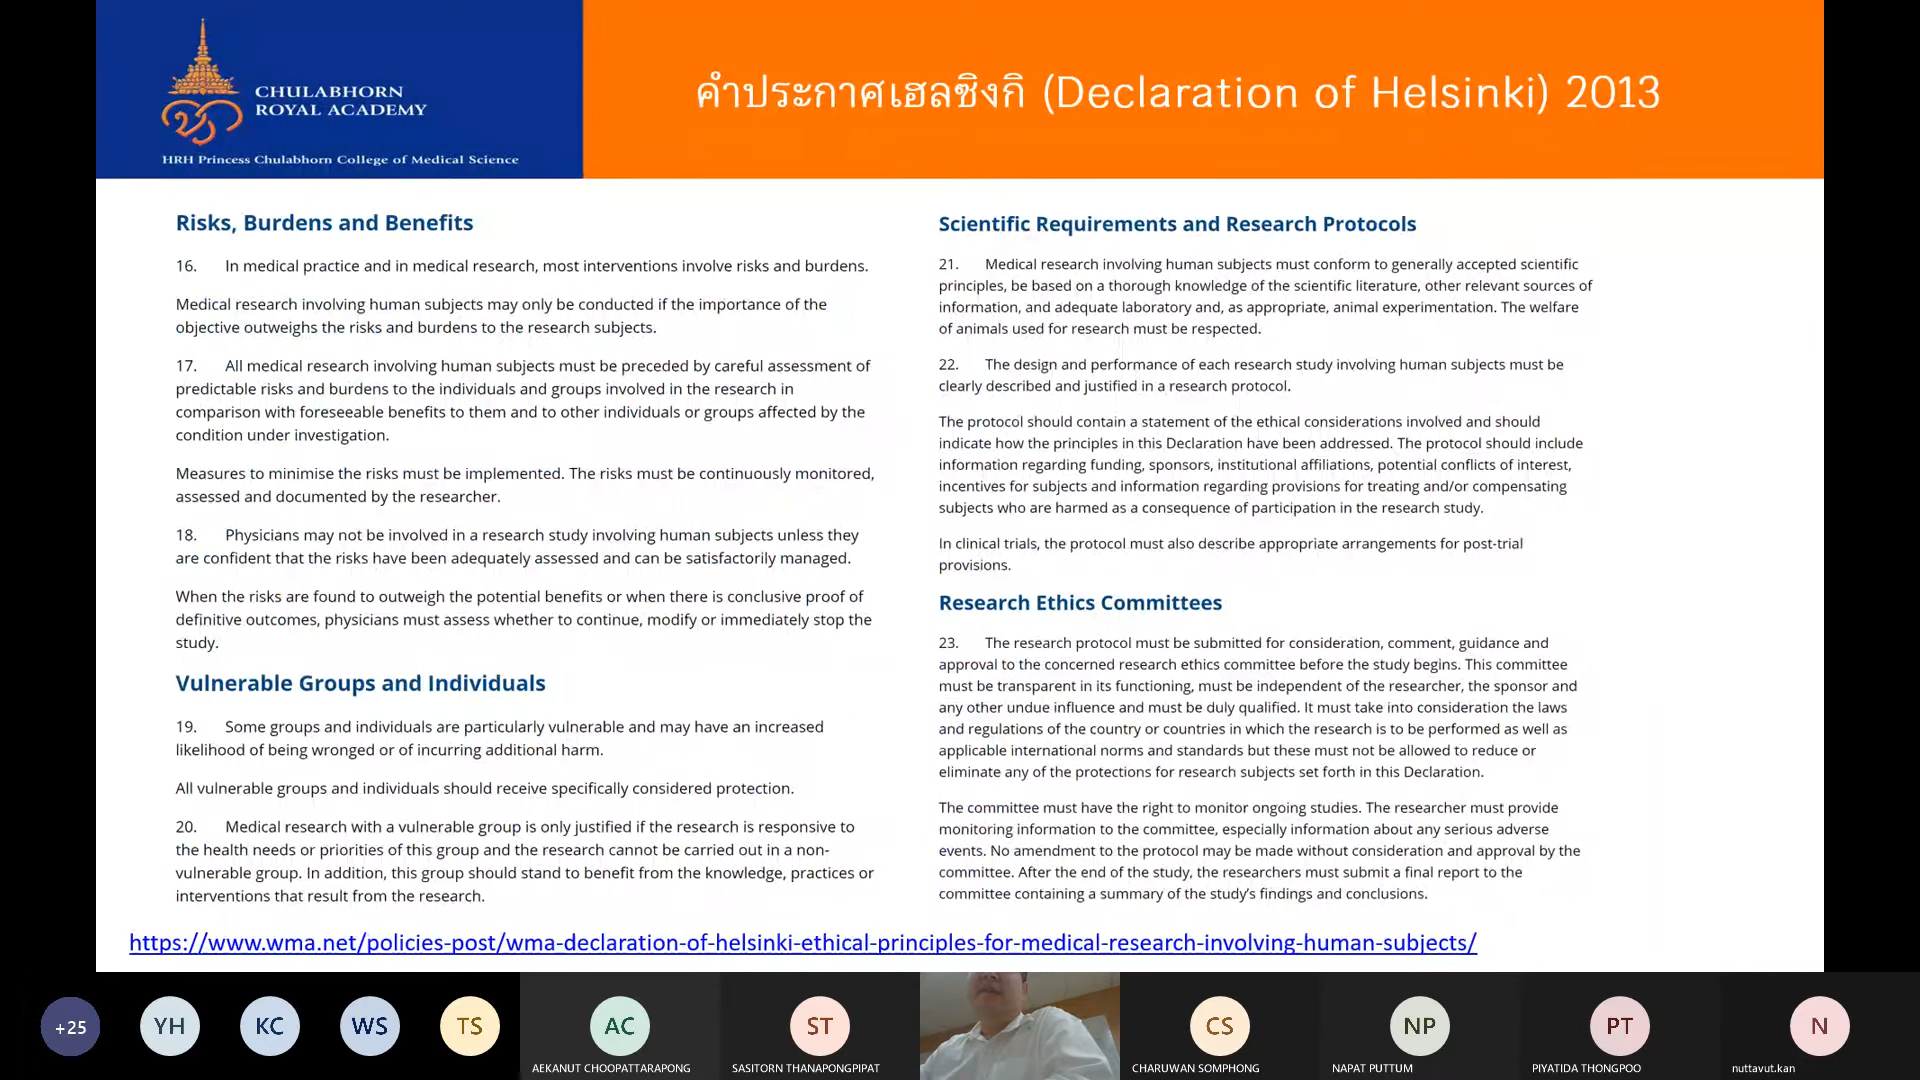 CHULABHORN
ROYAL ACADEMY
HRH Princess Chulabhorn College of Medical Science
คำประกาศเฮลซิงกิ (Declaration of Helsinki) 2013
Risks, Burdens and Benefits
16. In medical practice and in medical research, most interventions involve risks and burdens.
Medical research involving human subjects may only be conducted if the importance of the
objective outweighs the risks and burdens to the research subjects.
17. All medical research involving human subjects must be preceded by careful assessment of
predictable risks and burdens to the individuals and groups involved in the research in
comparison with foreseeable benefits to them and to other individuals or groups affected by the
condition under investigation.
Measures to minimise the risks must be implemented. The risks must be continuously monitored,
assessed and documented by the researcher.
18. Physicians may not be involved in a research study involving human subjects unless they
are confident that the risks have been adequately assessed and can be satisfactorily managed.
When the risks are found to outweigh the potential benefits or when there is conclusive proof of
definitive outcomes, physicians must assess whether to continue, modify or immediately stop the
study.
Vulnerable Groups and Individuals
19. Some groups and individuals are particularly vulnerable and may have an increased
likelihood of being wronged or of incurring additional harm.
All vulnerable groups and individuals should receive specifically considered protection.
20. Medical research with a vulnerable group is only justified if the research is responsive to
the health needs or priorities of this group and the research cannot be carried out in a non-
vulnerable group. In addition, this group should stand to benefit from the knowledge, practices or
interventions that result from the research.
Scientific Requirements and Research Protocols
21. Medical research involving human subjects must conform to generally accepted scientific
principles, be based on a thorough knowledge of the scientific literature, other relevant sources of
information, and adequate laboratory and, as appropriate, animal experimentation. The welfare
of animals used for research must be respected.
22. The design and performance of each research study involving human subjects must be
clearly described and justified in a research protocol.
The protocol should contain a statement of the ethical considerations involved and should
indicate how the principles in this Declaration have been addressed. The protocol should include
information regarding funding, sponsors, institutional affiliations, potential conflicts of interest,
incentives for subjects and information regarding provisions for treating and/or compensating
subjects who are harmed as a consequence of participation in the research study.
In clinical trials, the protocol must also describe appropriate arrangements for post-trial
provisions.
Research Ethics Committees
23. The research protocol must be submitted for consideration, comment, guidance and
approval to the concerned research ethics committee before the study begins. This committee
must be transparent in its functioning, must be independent of the researcher, the sponsor and
any other undue influence and must be duly qualified. It must take into consideration the laws
and regulations of the country or countries in which the research is to be performed as well as
applicable international norms and standards but these must not be allowed to reduce or
eliminate any of the protections for research subjects set forth in this Declaration.
The committee must have the right to monitor ongoing studies. The researcher must provide
monitoring information to the committee, especially information about any serious adverse
events. No amendment to the protocol may be made without consideration and approval by the
committee. After the end of the study, the researchers must submit a final report to the
committee containing a summary of the study's findings and conclusions.
https://www.wma.net/policies-post/wma-declaration-of-helsinki-ethical-principles-for-medical-research-involving-human-subjects/
+25 YH KC WS TS AC ST CS NP PT N
AEKANUT CHOOPATTARAPONG SASITORN THANAPONGPIPAT CHARUWAN SOMPHONG NAPAT PUTTUM PIYATIDA THONGPOO nuttavut.kan